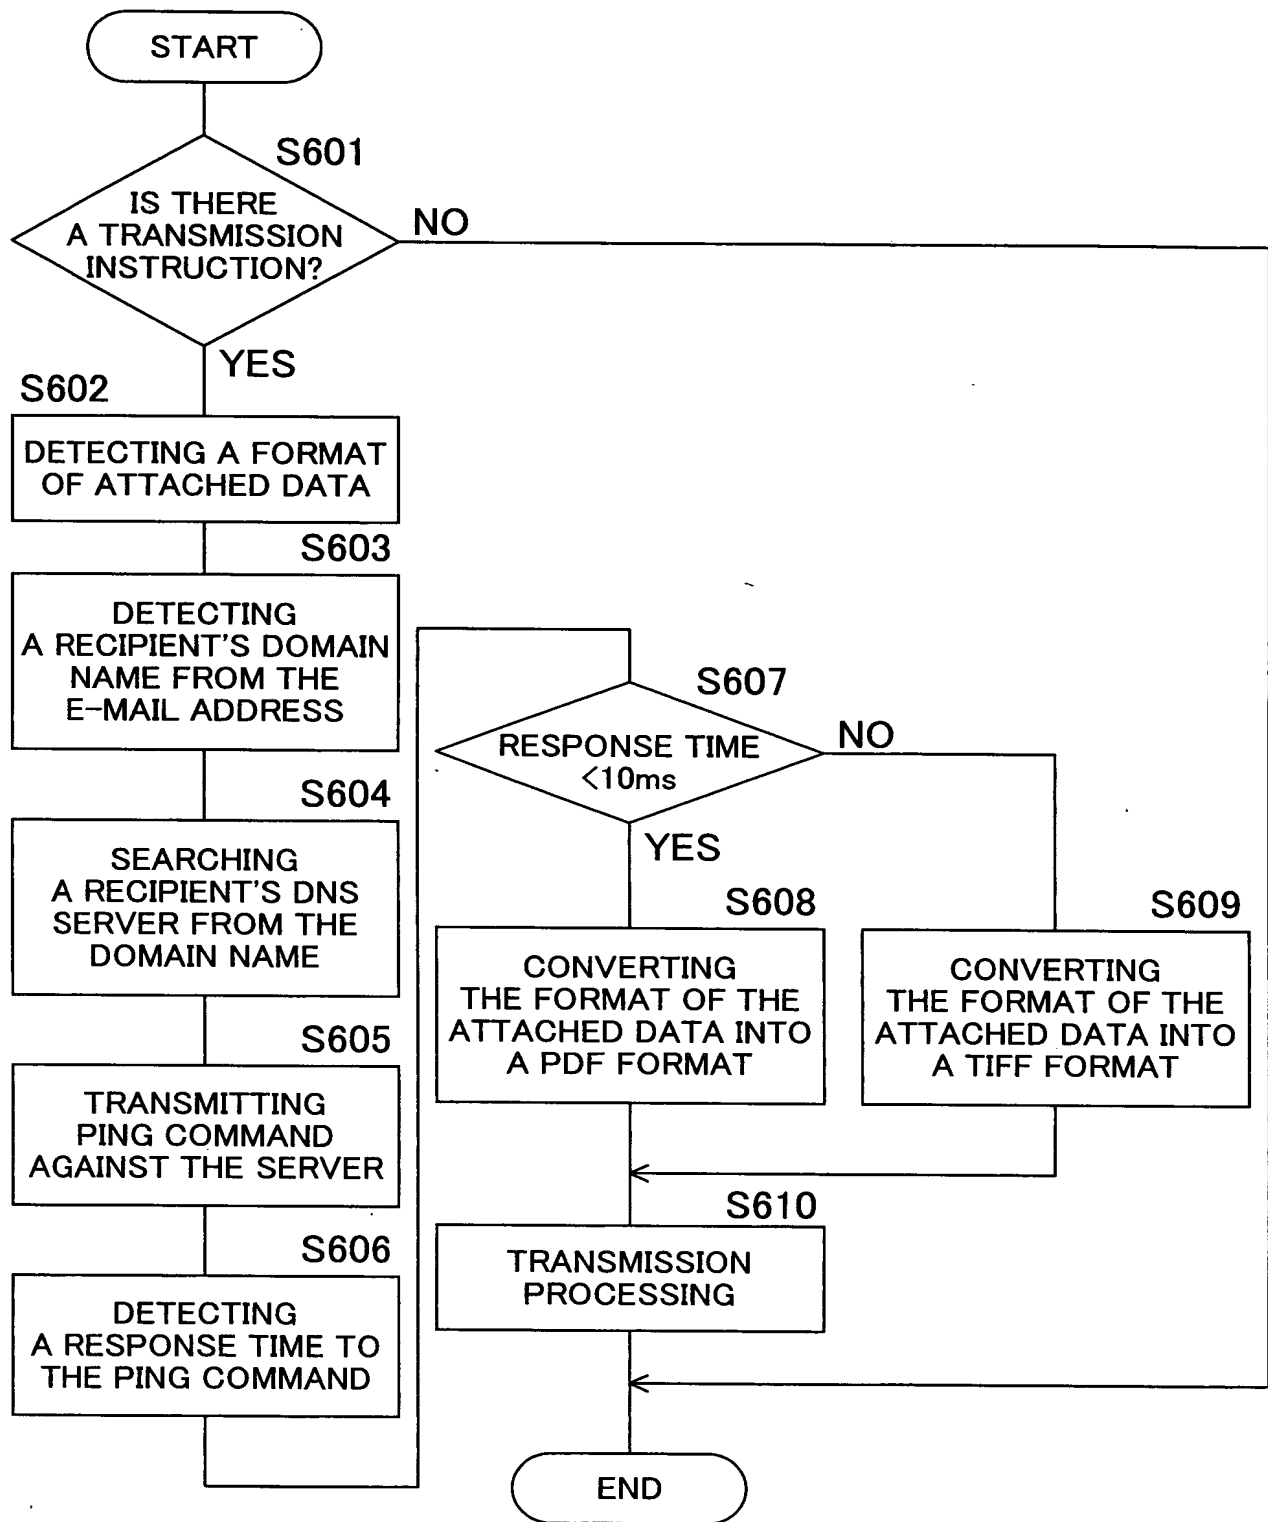 START
S601
IS THERE
A TRANSMISSION
INSTRUCTION?
NO
YES
S602
DETECTING A FORMAT
OF ATTACHED DATA
S603
DETECTING
A RECIPIENT'S DOMAIN
NAME FROM THE
E-MAIL ADDRESS
S604
SEARCHING
A RECIPIENT'S DNS
SERVER FROM THE
DOMAIN NAME
S605
TRANSMITTING
PING COMMAND
AGAINST THE SERVER
S606
DETECTING
A RESPONSE TIME TO
THE PING COMMAND
S607
RESPONSE TIME
<10ms
NO
YES
S608
CONVERTING
THE FORMAT OF THE
ATTACHED DATA INTO
A PDF FORMAT
S609
CONVERTING
THE FORMAT OF THE
ATTACHED DATA INTO
A TIFF FORMAT
S610
TRANSMISSION
PROCESSING
END